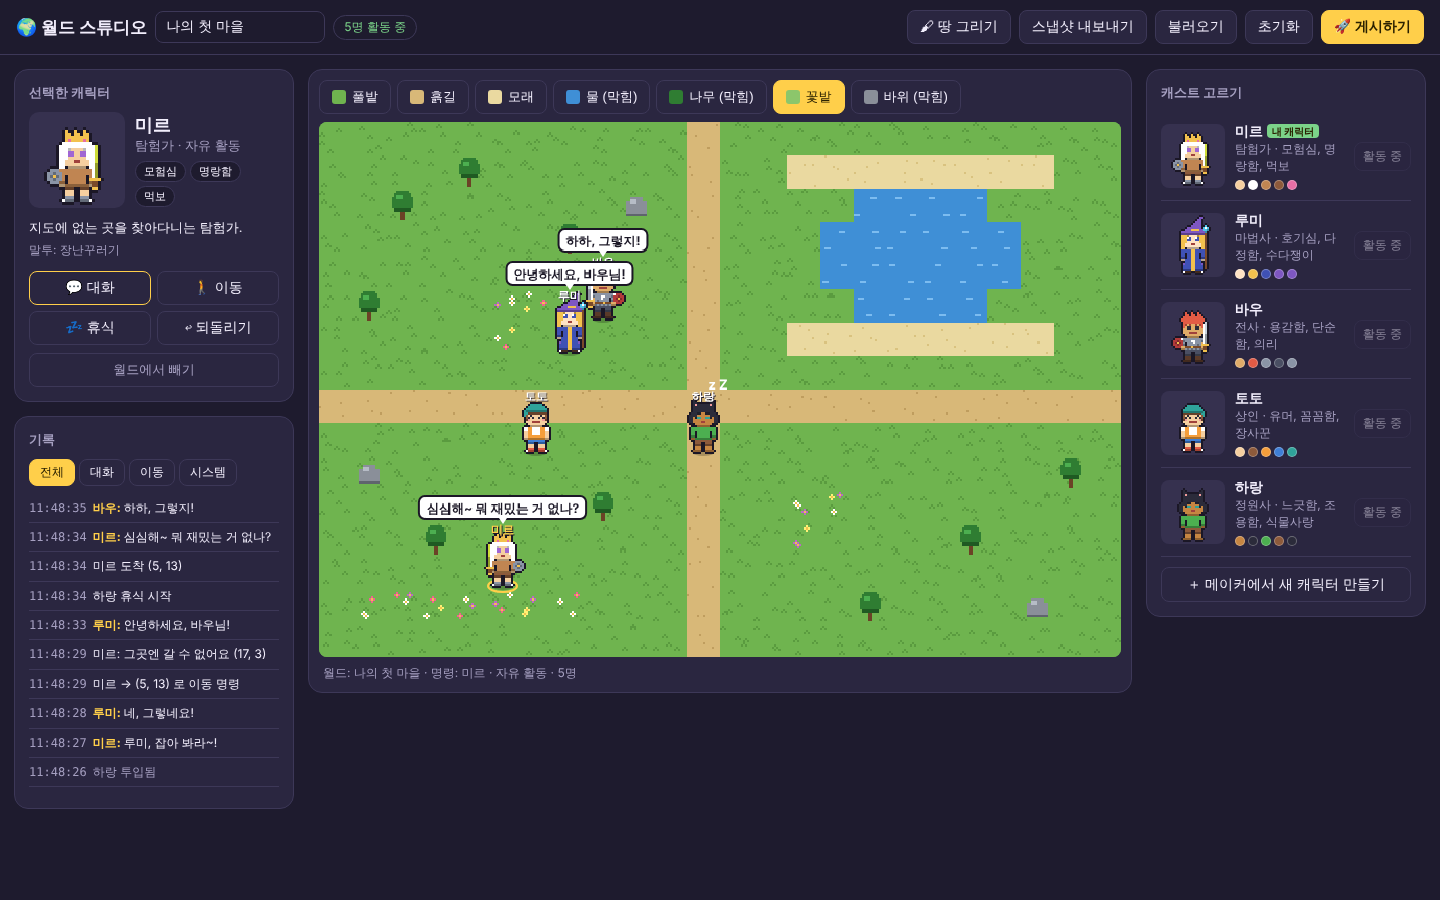 🌍 월드 스튜디오
나의 첫 마을
5명 활동 중
🖌 땅 그리기
스냅샷 내보내기
불러오기
초기화
🚀 게시하기
선택한 캐릭터
미르
탐험가 · 자유 활동
모험심
명랑함
먹보
지도에 없는 곳을 찾아다니는 탐험가.
말투: 장난꾸러기
💬 대화
🚶 이동
💤 휴식
↩ 되돌리기
월드에서 빼기
기록
전체
대화
이동
시스템
11:48:35 바우: 하하, 그렇지!
11:48:34 미르: 심심해~ 뭐 재밌는 거 없나?
11:48:34 미르 도착 (5, 13)
11:48:34 하랑 휴식 시작
11:48:33 루미: 안녕하세요, 바우님!
11:48:29 미르: 그곳엔 갈 수 없어요 (17, 3)
11:48:29 미르 → (5, 13) 로 이동 명령
11:48:28 루미: 네, 그렇네요!
11:48:27 미르: 루미, 잡아 봐라~!
11:48:26 하랑 투입됨
풀밭
흙길
모래
물 (막힘)
나무 (막힘)
꽃밭
바위 (막힘)
하하, 그렇지!
안녕하세요, 바우님!
루미
z Z
토토
하랑
심심해~ 뭐 재밌는 거 없나?
미르
월드: 나의 첫 마을 · 명령: 미르 · 자유 활동 · 5명
캐스트 고르기
미르 내 캐릭터
탐험가 · 모험심, 명
랑함, 먹보
활동 중
루미
마법사 · 호기심, 다
정함, 수다쟁이
활동 중
바우
전사 · 용감함, 단순
함, 의리
활동 중
토토
상인 · 유머, 꼼꼼함,
장사꾼
활동 중
하랑
정원사 · 느긋함, 조
용함, 식물사랑
활동 중
+ 메이커에서 새 캐릭터 만들기